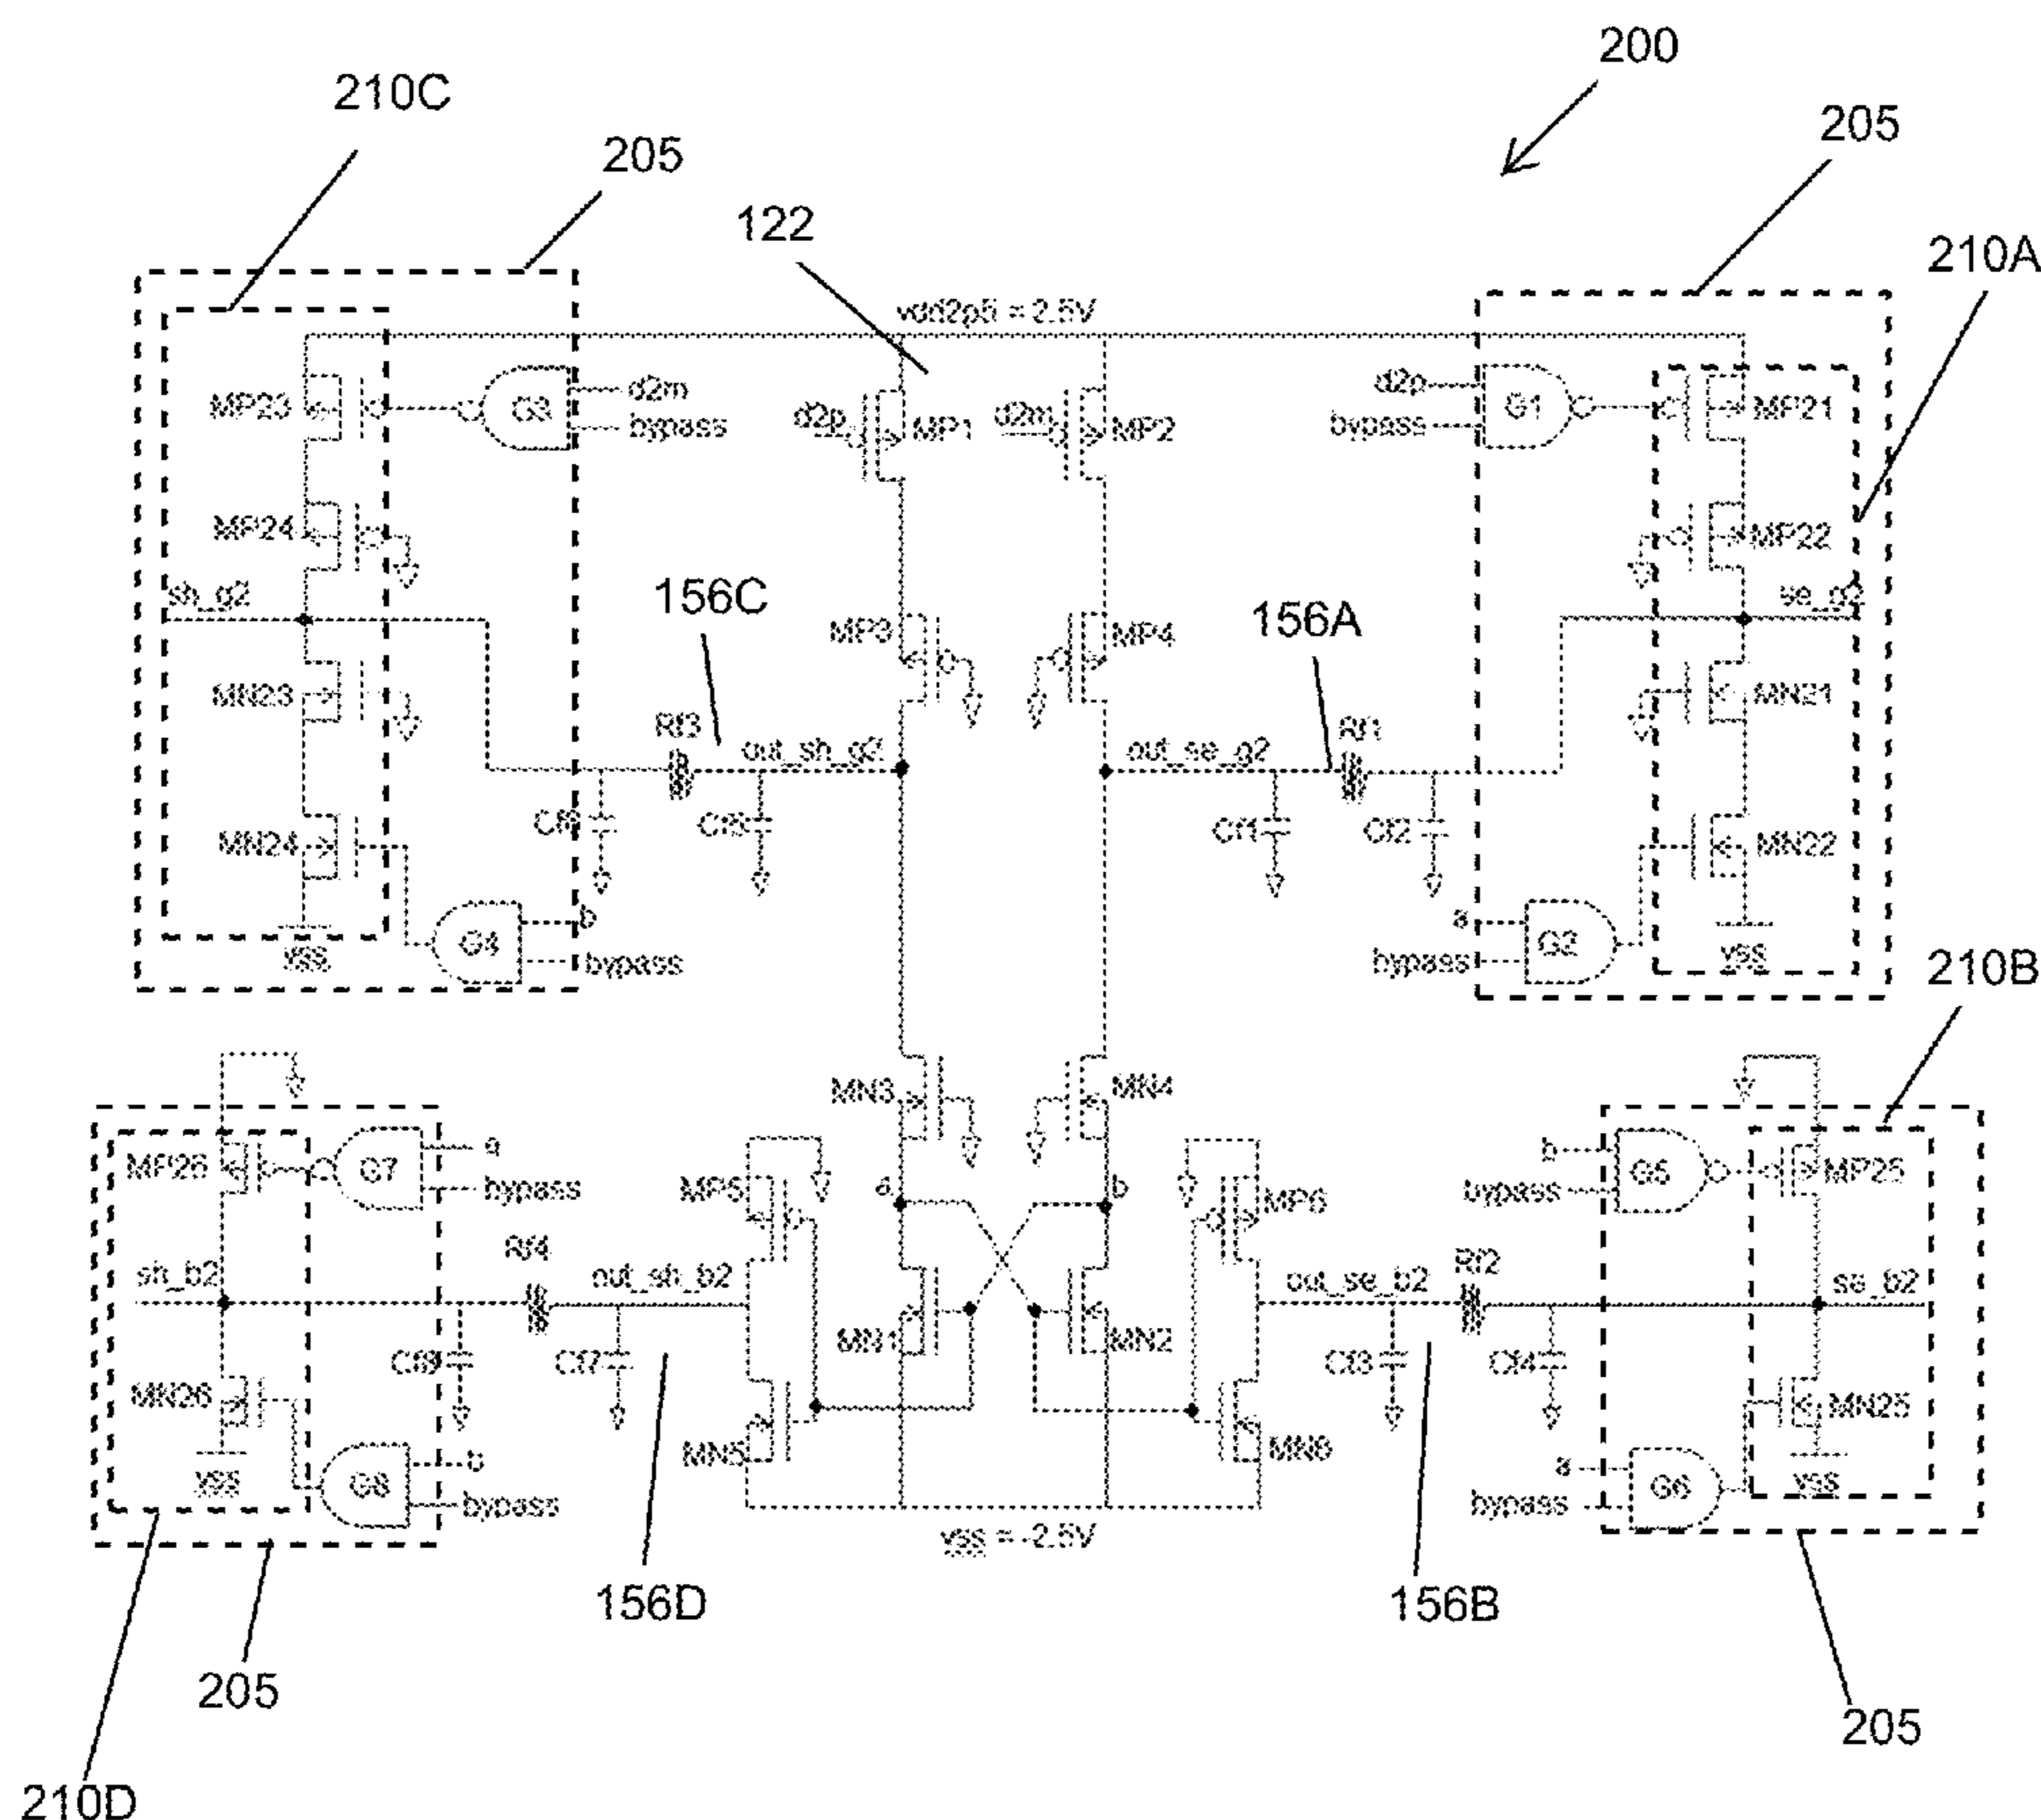 200
210C
205
205
122
210A
vdd2p5 = 2.5V
MP23
G3
d2m
bypass
d2p
MP1
d2m
MP2
d2p
bypass
G1
MP21
MP24
MP22
sh_g2
156C
156A
se_g2
MP3
MP4
MN23
MN21
Rf3
out_sh_g2
out_se_g2
Rf1
MN24
Cf6
Cf5
Cf1
Cf2
MN22
G4
b
bypass
a
bypass
G2
vss
vss
210B
MN3
MN4
MP26
G7
a
bypass
MP5
a
b
MP6
b
bypass
G5
MP25
sh_b2
Rf4
out_sh_b2
out_se_b2
Rf2
se_b2
MN1
MN2
MN26
Cf7
Cf3
Cf4
MN25
MN5
vss
G8
b
bypass
a
bypass
G6
vss
vss = -2.5V
156D
156B
205
205
210D